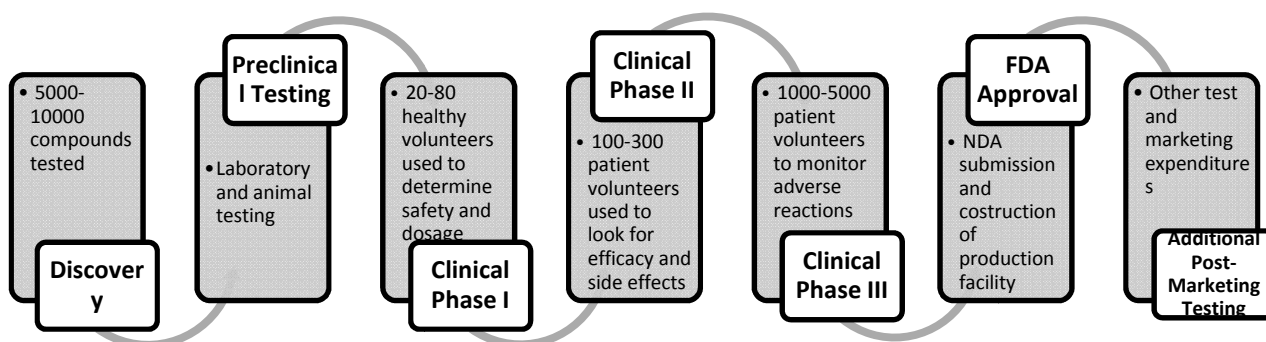 • 5000-
10000
compounds
tested
Discover
y
Preclinica
l Testing
•Laboratory
and animal
testing
• 20-80
healthy
volunteers
used to
determine
safety and
dosage
Clinical
Phase I
Clinical
Phase II
• 100-300
patient
volunteers
used to
look for
efficacy and
side effects
• 1000-5000
patient
volunteers
to monitor
adverse
reactions
Clinical
Phase III
FDA
Approval
• NDA
submission
and
costruction
of
production
facility
• Other test
and
marketing
expenditure
s
Additional
Post-
Marketing
Testing